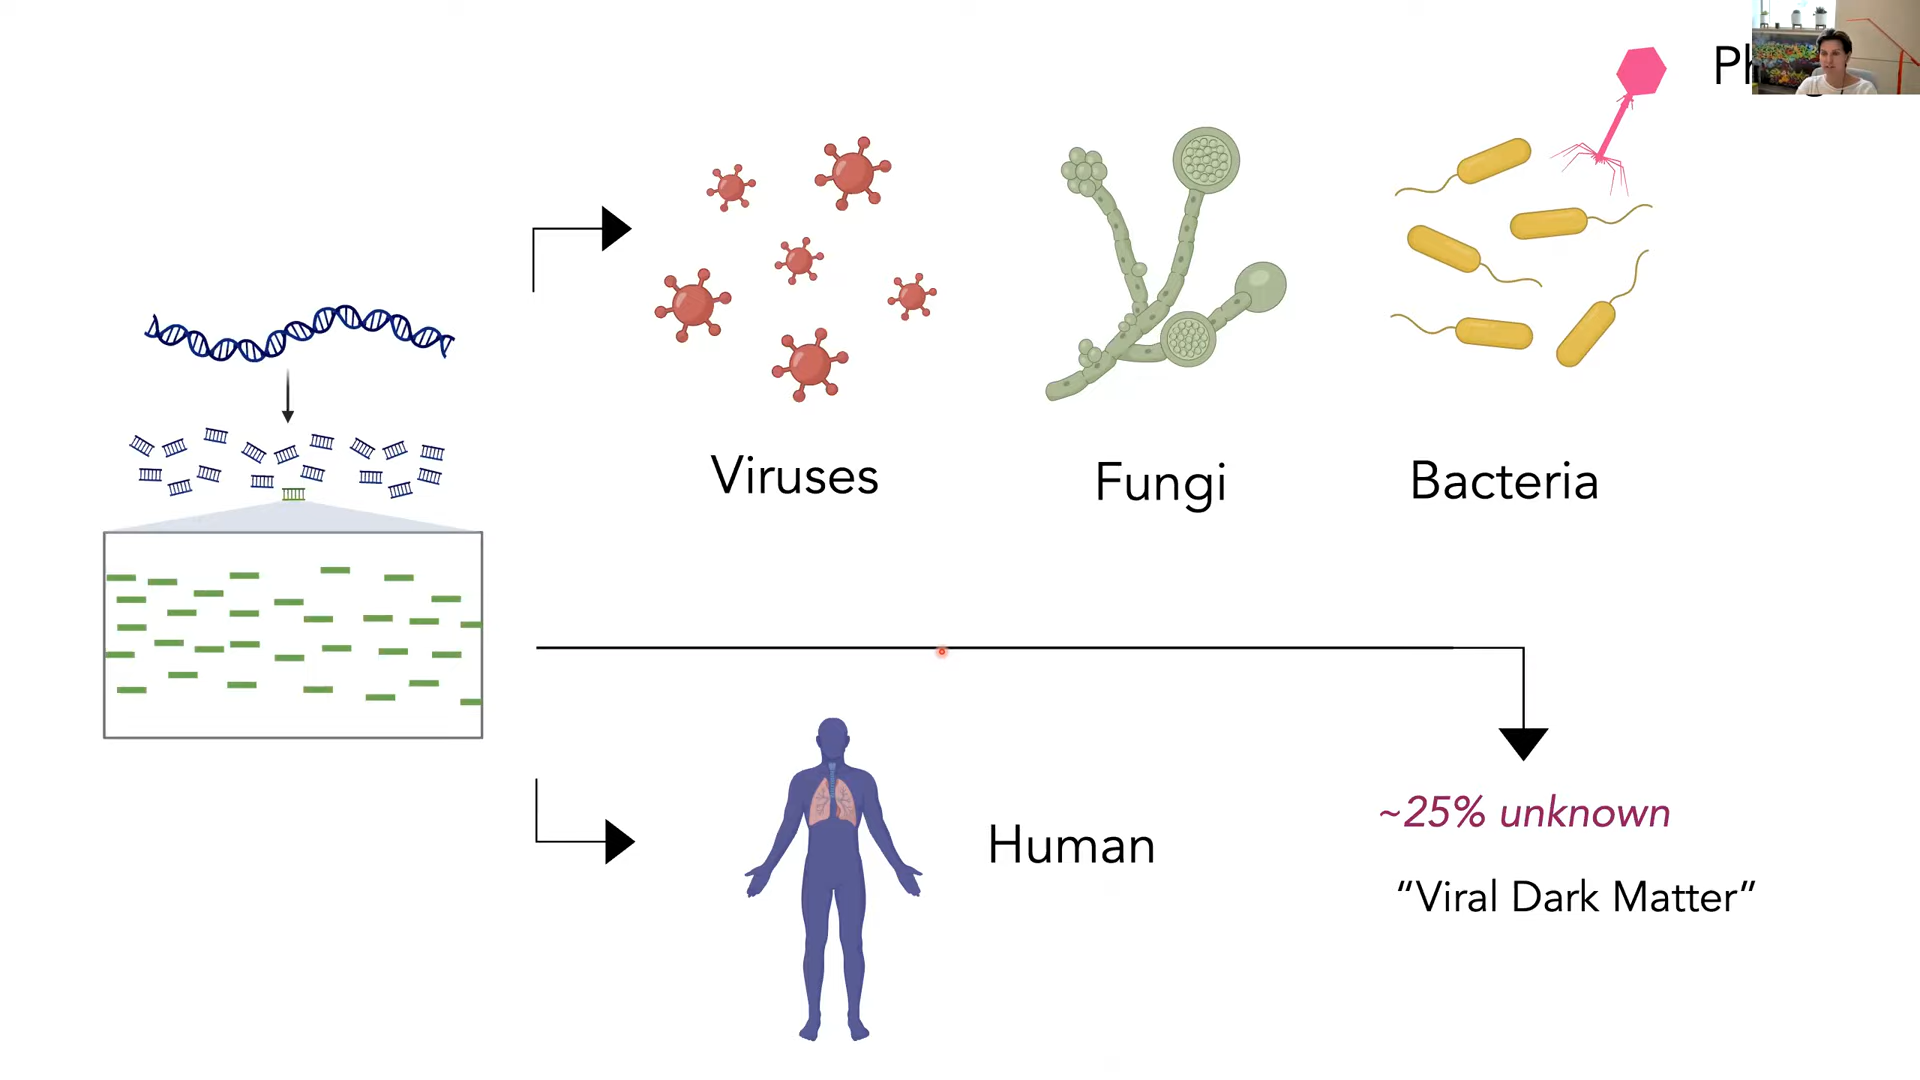 Viruses
Fungi
Bacteria
Human
~25% unknown
“Viral Dark Matter”